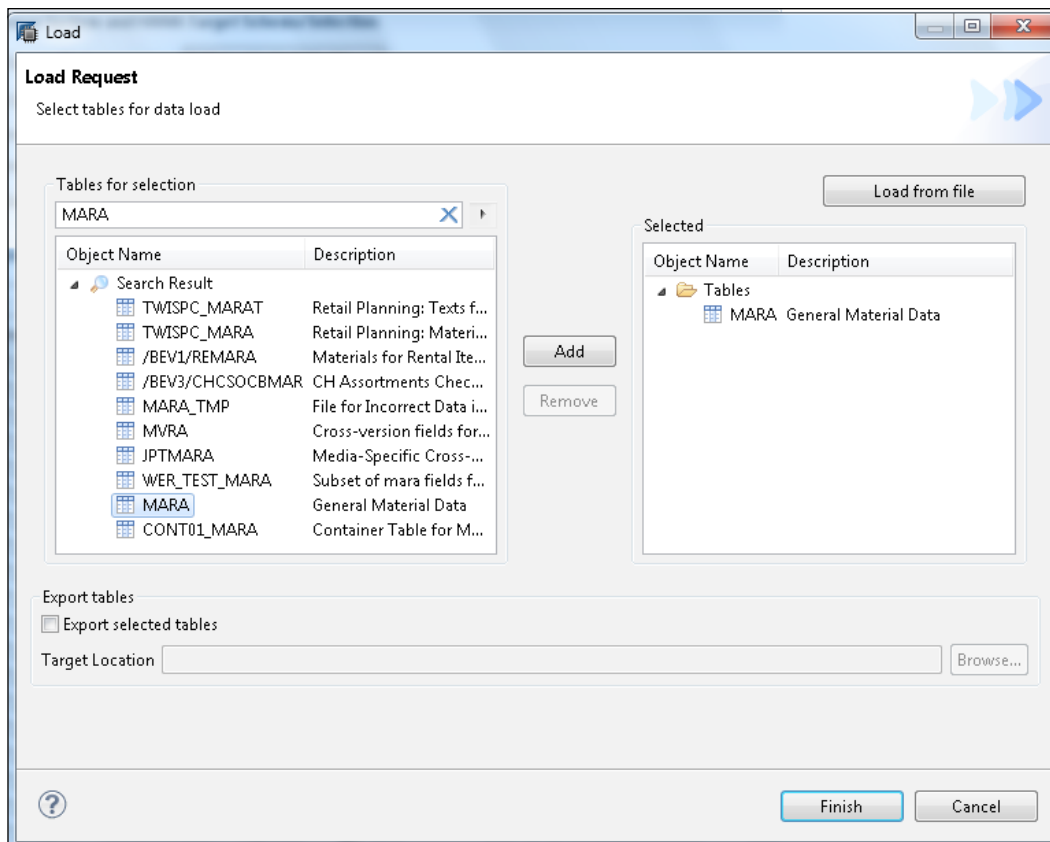 Load
Load Request
Select tables for data load
Tables for selection
MARA
Object Name Description
Search Result
TWISPC_MARAT Retail Planning: Texts f...
TWISPC_MARA Retail Planning: Materi...
/BEV1/REMARA Materials for Rental Ite...
/BEV3/CHCSOCBMAR CH Assortments Chec...
MARA_TMP File for Incorrect Data i...
MVRA Cross-version fields for...
JPTMARA Media-Specific Cross-...
WER_TEST_MARA Subset of mara fields f...
MARA General Material Data
CONT01_MARA Container Table for M...
Add
Remove
Load from file
Selected
Object Name Description
Tables
MARA General Material Data
Export tables
Export selected tables
Target Location Browse...
Finish Cancel